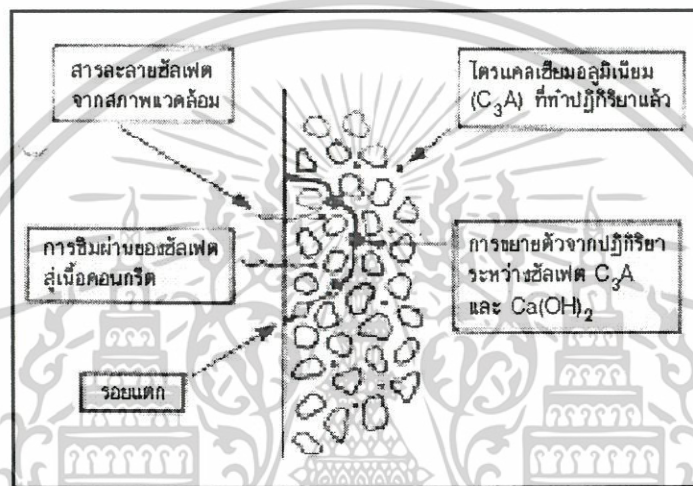 สารละลายซัลเฟต
จากสภาพแวดล้อม
ไตรแคลเซียมอลูมิเนียม
(C₃A) ที่ทำปฏิกิริยาแล้ว
การซึมผ่านของซัลเฟต
สู่เนื้อคอนกรีต
การขยายตัวจากปฏิกิริยา
ระหว่างซัลเฟต C₃A
และ Ca(OH)₂
รอยแตก